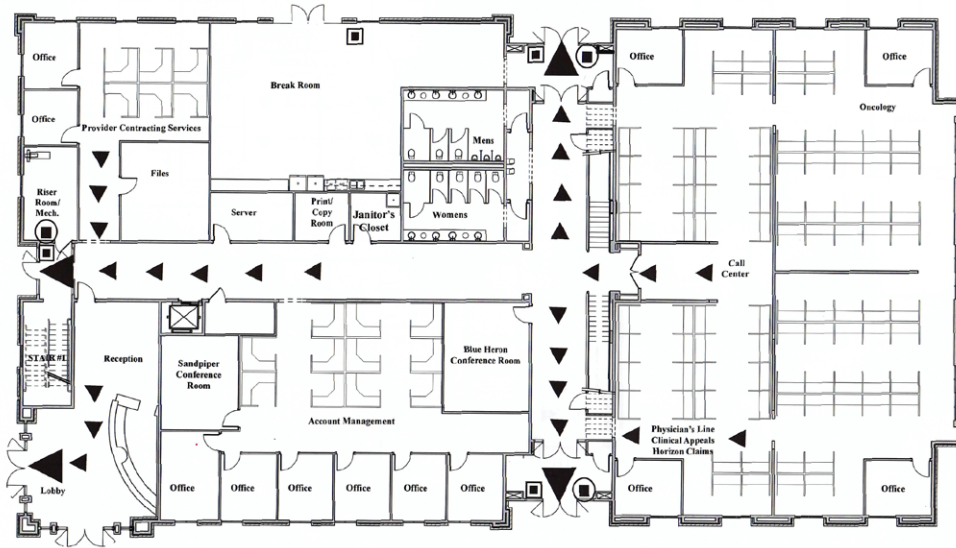 Office
Office
Office
Break Room
Oncology
Office
Provider Contracting Services
Mens
Files
Riser
Room/
Mech.
Server
Print/
Copy
Room
Janitor's
Closet
Womens
Call
Center
STAIR #1
Reception
Sandpiper
Conference
Room
Blue Heron
Conference Room
Account Management
Physician's Line
Clinical Appeals
Horizon Claims
Lobby
Office
Office
Office
Office
Office
Office
Office
Office